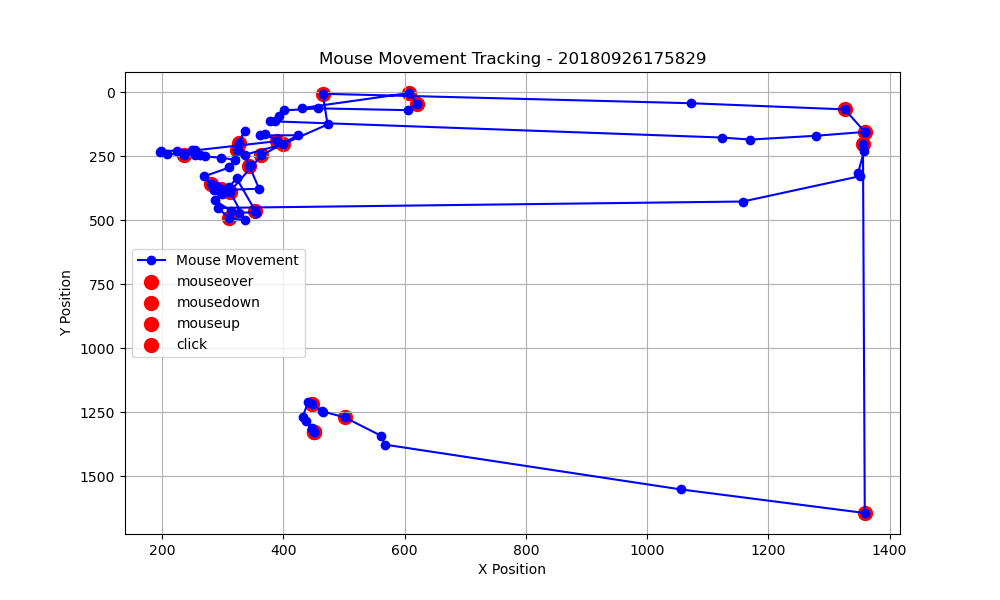 Mouse Movement Tracking - 20180926175829
0
250
500
750
1000
1250
1500
Y Position
Mouse Movement
mouseover
mousedown
mouseup
click
200 400 600 800 1000 1200 1400
X Position